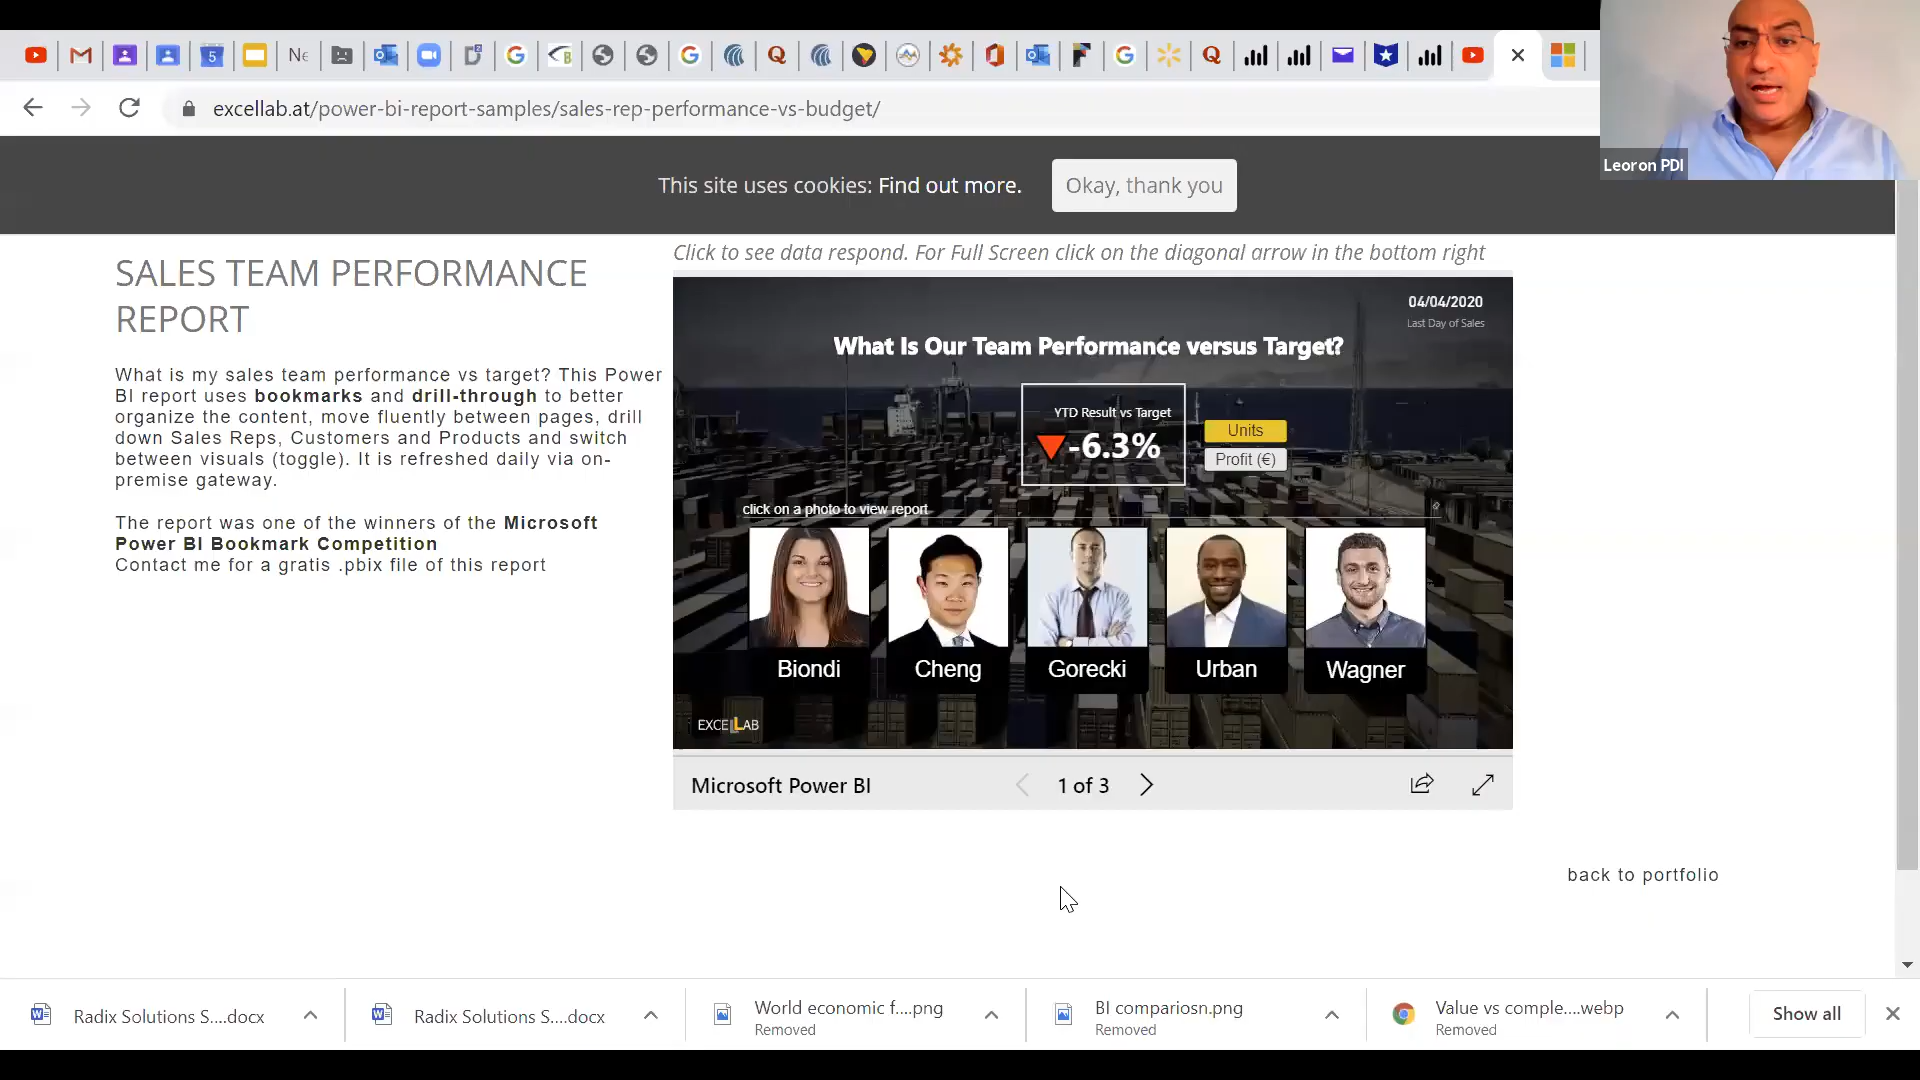 Ne
excellab.at/power-bi-report-samples/sales-rep-performance-vs-budget/
Leoron PDI
This site uses cookies: Find out more.
Okay, thank you
SALES TEAM PERFORMANCE
REPORT
What is my sales team performance vs target? This Power
BI report uses bookmarks and drill-through to better
organize the content, move fluently between pages, drill
down Sales Reps, Customers and Products and switch
between visuals (toggle). It is refreshed daily via on-
premise gateway.
The report was one of the winners of the Microsoft
Power BI Bookmark Competition
Contact me for a gratis .pbix file of this report
Click to see data respond. For Full Screen click on the diagonal arrow in the bottom right
04/04/2020
Last Day of Sales
What Is Our Team Performance versus Target?
YTD Result vs Target
-6.3%
Units
Profit (€)
click on a photo to view report
Biondi
Cheng
Gorecki
Urban
Wagner
EXCELLAB
Microsoft Power BI
1 of 3
back to portfolio
Radix Solutions S....docx
Radix Solutions S....docx
World economic f....png
Removed
BI compariosn.png
Removed
Value vs comple....webp
Removed
Show all